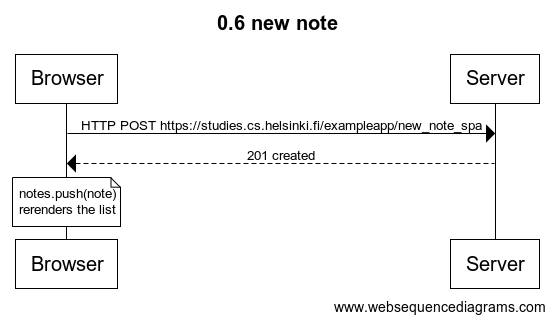 0.6 new note
Browser
Server
HTTP POST https://studies.cs.helsinki.fi/exampleapp/new_note_spa
201 created
notes.push(note)
rerenders the list
Browser
Server
www.websequencediagrams.com